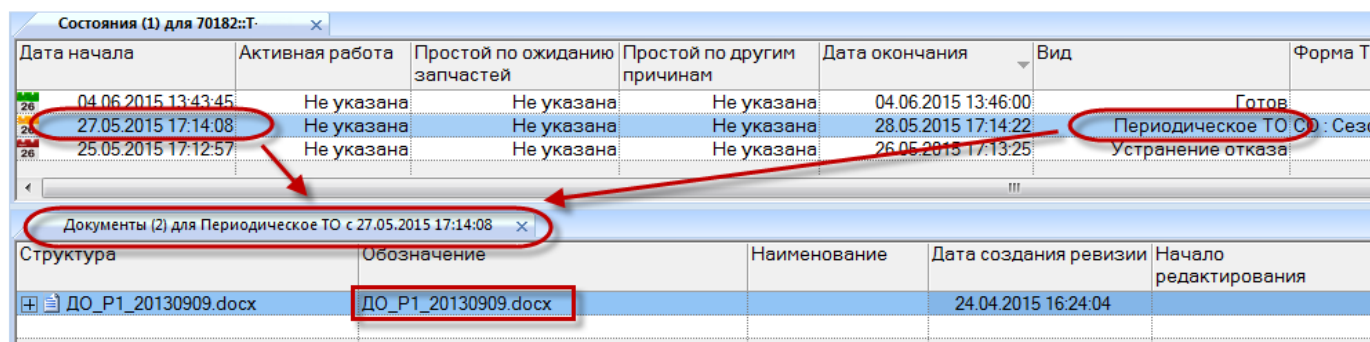 Состояния (1) для 70182::Т-
Дата начала Активная работа Простой по ожиданию запчастей Простой по другим причинам Дата окончания Вид Форма Т
26 04.06.2015 13:43:45 Не указана Не указана Не указана 04.06.2015 13:46:00 Готов
26 27.05.2015 17:14:08 Не указана Не указана Не указана 28.05.2015 17:14:22 Периодическое ТО СО : Сезо
26 25.05.2015 17:12:57 Не указана Не указана Не указана 26.05.2015 17:13:25 Устранение отказа
Документы (2) для Периодическое ТО с 27.05.2015 17:14:08
Структура Обозначение Наименование Дата создания ревизии Начало редактирования
ДО_Р1_20130909.docx ДО_Р1_20130909.docx 24.04.2015 16:24:04